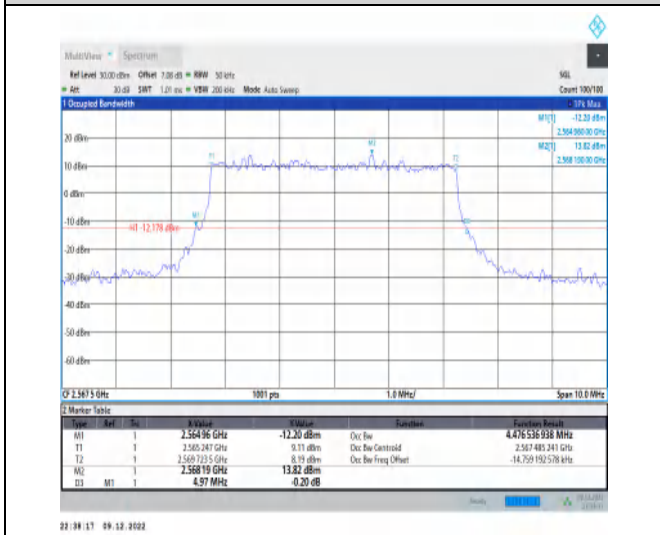 MultiView Spectrum
Ref Level 30.00 dBm Offset 7.08 dB RBW 50 kHz SGL
Att 30 dB SWT 1.01 ms VBW 200 kHz Mode Auto Sweep Count 100/100
1 Occupied Bandwidth 1Pk Max
M1[1] -12.20 dBm
2.564 960 00 GHz
M2[1] 13.82 dBm
2.568 190 00 GHz
20 dBm
M2
T1 T2
10 dBm
0 dBm
M1
-10 dBm
H1 -12.178 dBm
D3
-20 dBm
-30 dBm
-40 dBm
-50 dBm
-60 dBm
CF 2.567 5 GHz 1001 pts 1.0 MHz/ Span 10.0 MHz
2 Marker Table
Type Ref Trc X-Value Y-Value Function Function Result
M1 1 2.564 96 GHz -12.20 dBm Occ Bw 4.476 536 938 MHz
T1 1 2.565 247 GHz 9.11 dBm Occ Bw Centroid 2.567 485 241 GHz
T2 1 2.569 723 5 GHz 8.19 dBm Occ Bw Freq Offset -14.759 192 578 kHz
M2 1 2.568 19 GHz 13.82 dBm
D3 M1 1 4.97 MHz -0.20 dB
Ready
22:38:17 09.12.2022